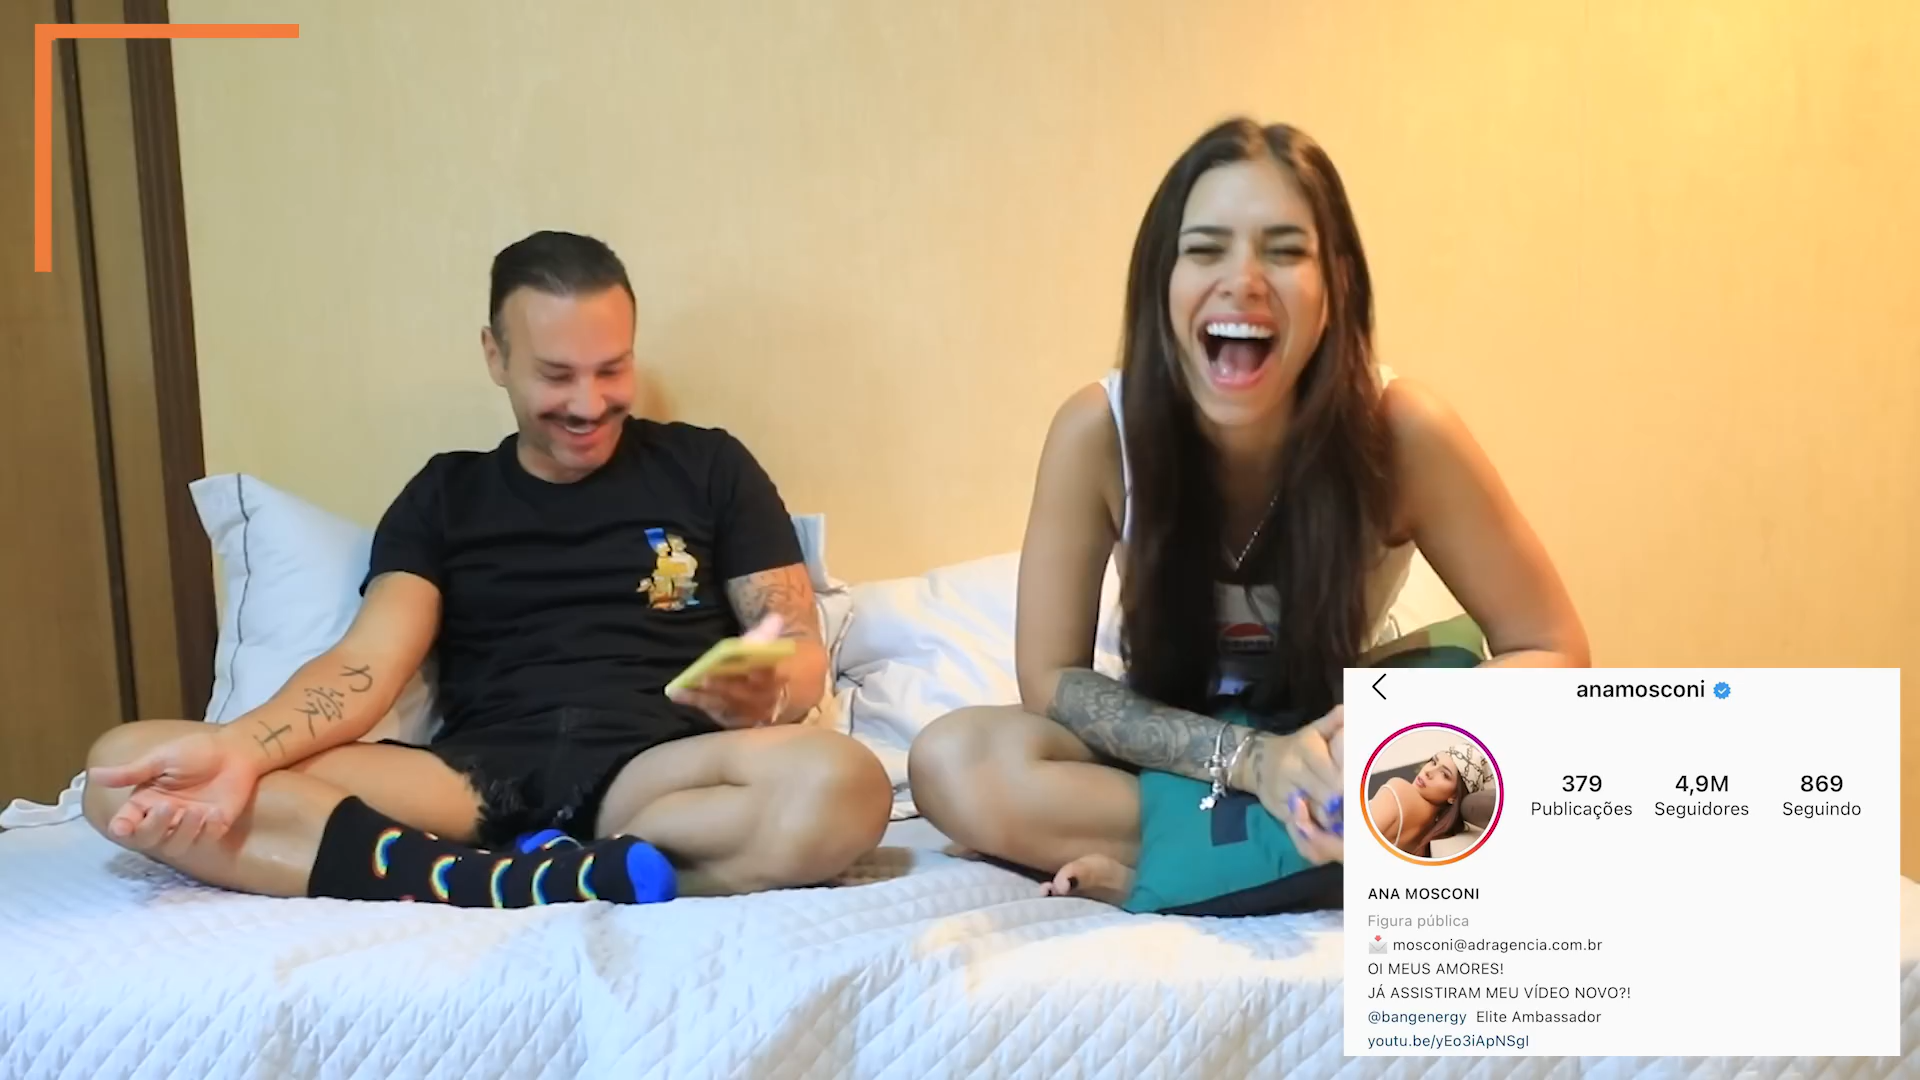 anamosconi
379 4,9M 869
Publicações Seguidores Seguindo
ANA MOSCONI
Figura pública
mosconi@adragencia.com.br
OI MEUS AMORES!
JÁ ASSISTIRAM MEU VÍDEO NOVO?!
@bangenergy Elite Ambassador
youtu.be/yEo3iApNSgI